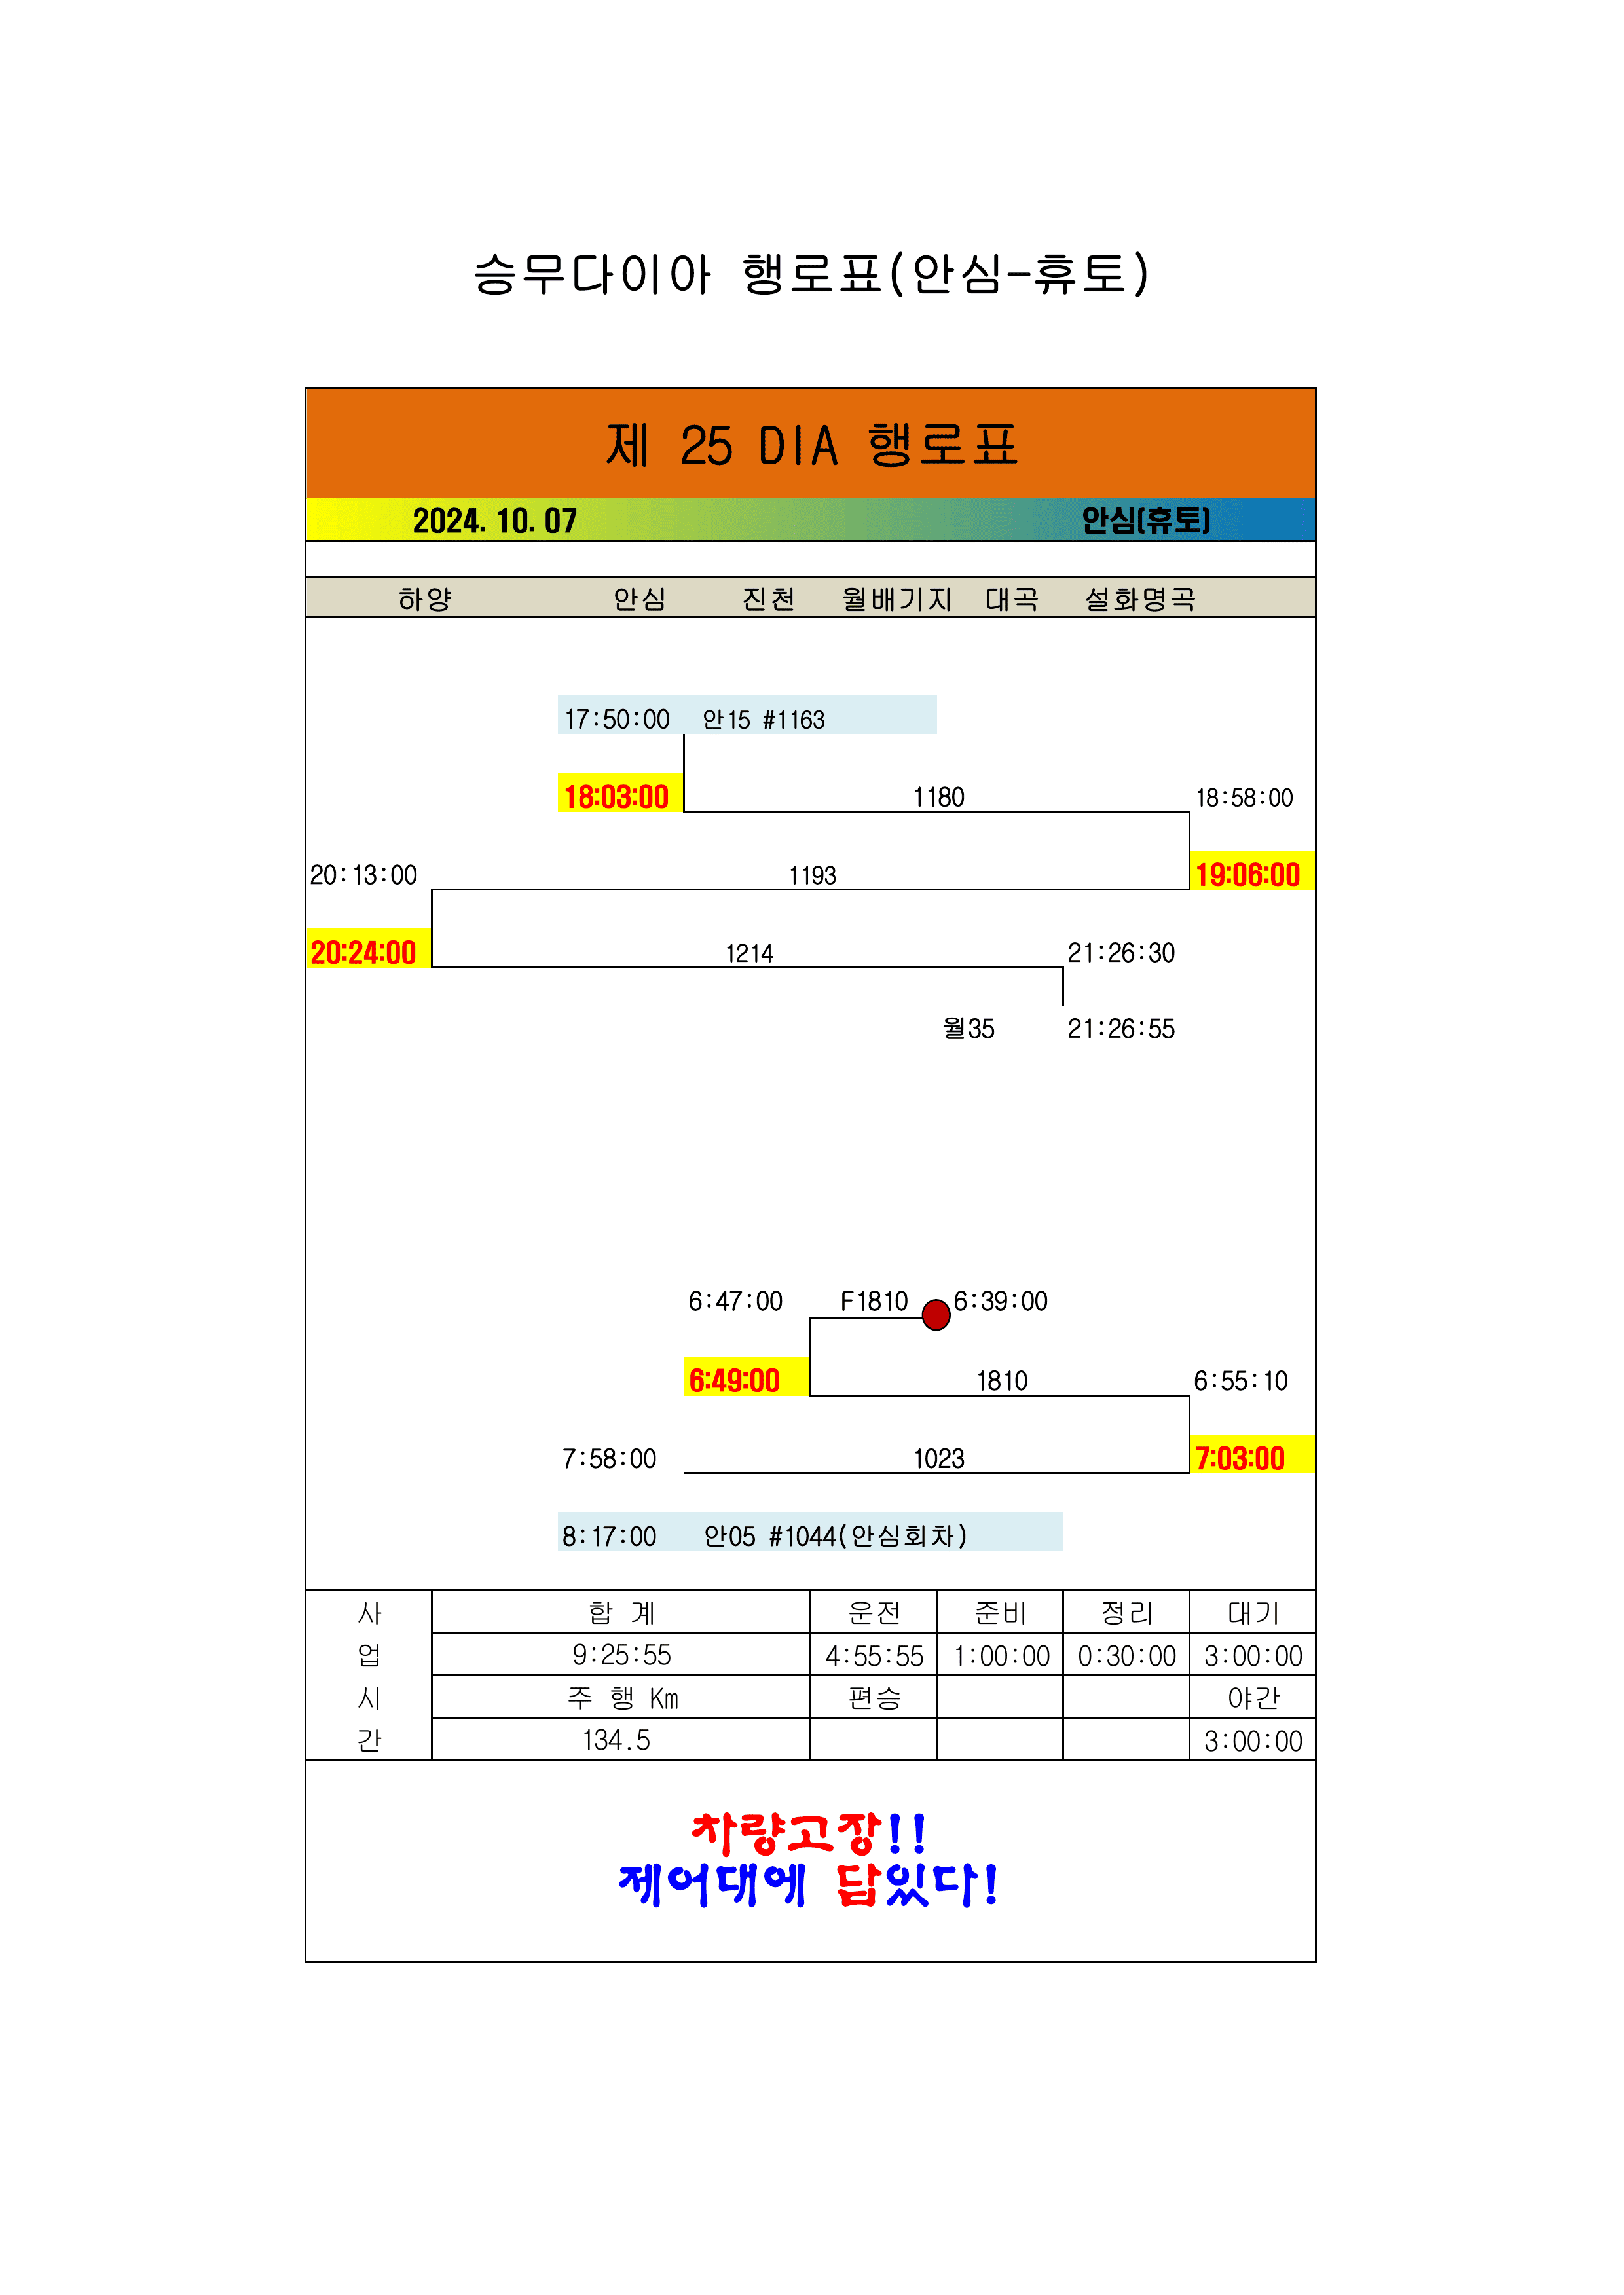 승무다이아 행로표(안심-휴토)
제 25 DIA 행로표
2024. 10. 07 안심(휴토)
하양 안심 진천 월배기지 대곡 설화명곡
17:50:00 안15 #1163
18:03:00 1180 18:58:00
20:13:00 1193 19:06:00
20:24:00 1214 21:26:30
월35 21:26:55
6:47:00 F1810 6:39:00
6:49:00 1810 6:55:10
7:58:00 1023 7:03:00
8:17:00 안05 #1044(안심회차)
사 합 계 운전 준비 정리 대기
업 9:25:55 4:55:55 1:00:00 0:30:00 3:00:00
시 주 행 Km 편승 야간
간 134.5 3:00:00
차량고장!!
제어대에 답있다!